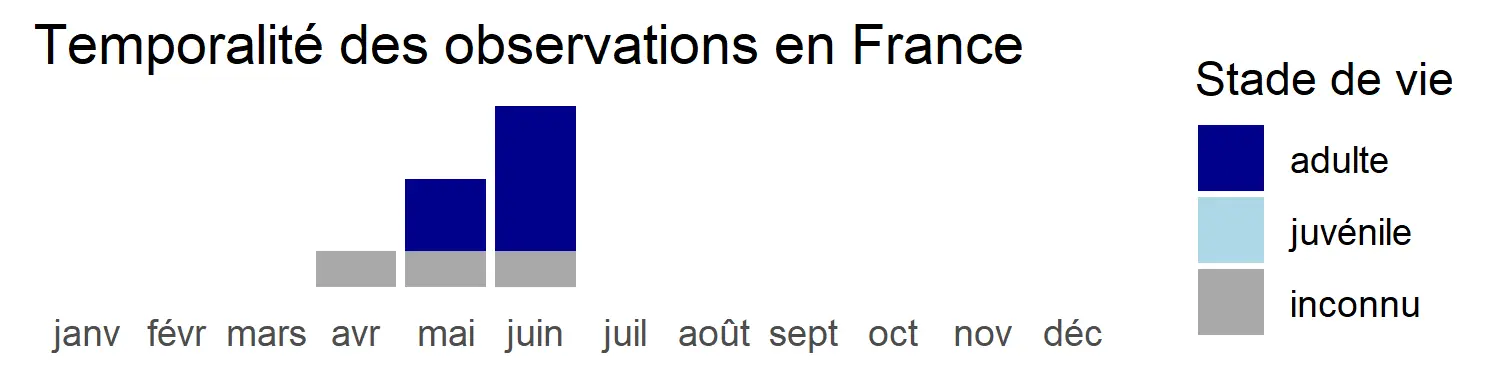 Temporalité des observations en France
Stade de vie
adulte
juvénile
inconnu
janv févr mars avr mai juin juil août sept oct nov déc